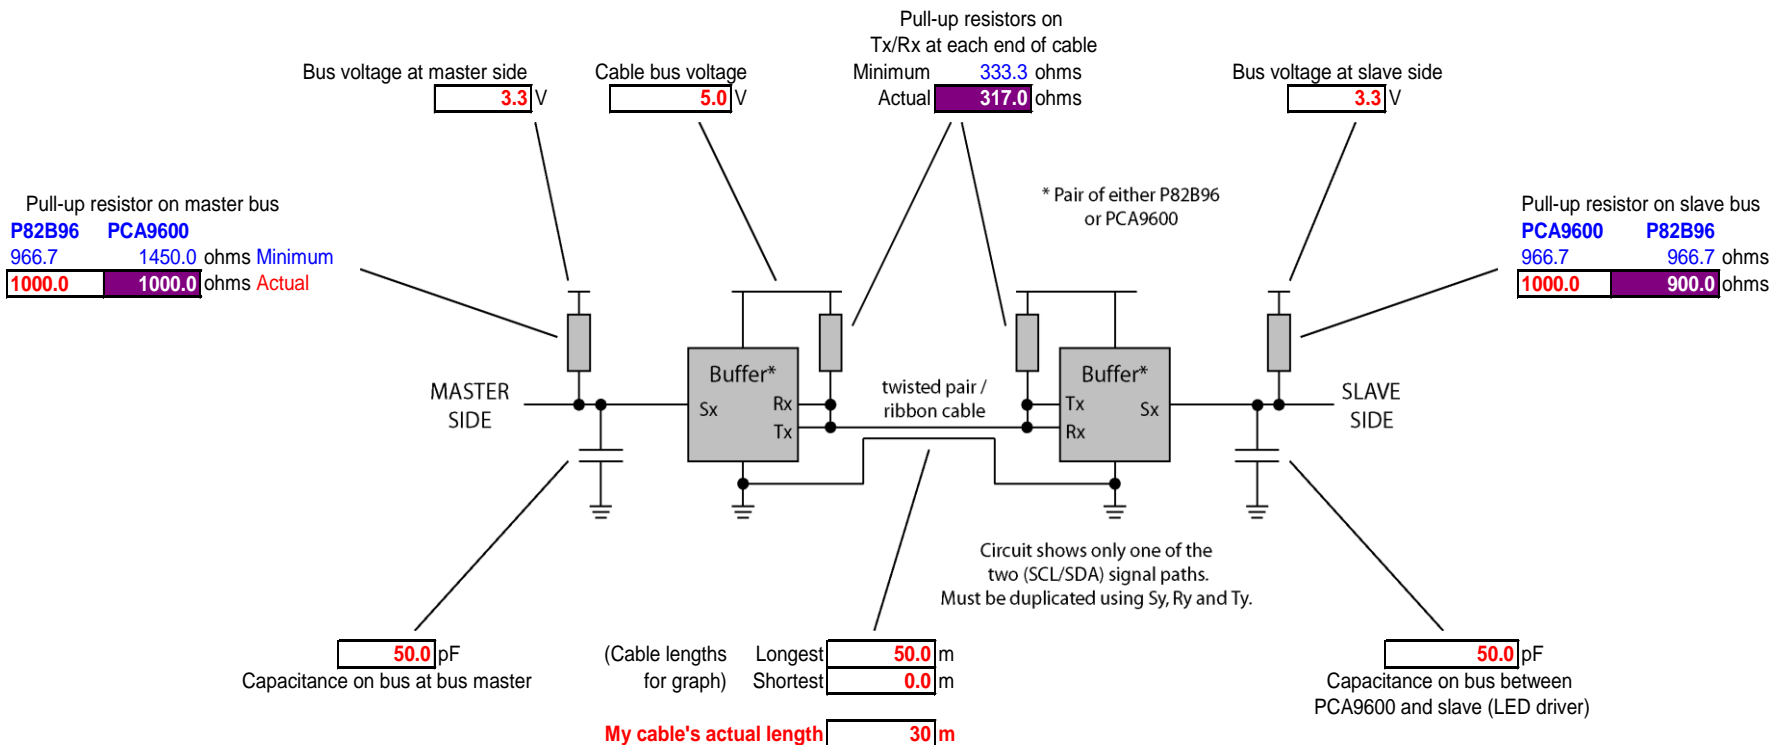 Pull-up resistors on
Tx/Rx at each end of cable
Bus voltage at master side
3.3 V
Cable bus voltage
5.0 V
Minimum 333.3 ohms
Actual 317.0 ohms
Bus voltage at slave side
3.3 V
Pull-up resistor on master bus
P82B96 PCA9600
966.7 1450.0 ohms Minimum
1000.0 1000.0 ohms Actual
* Pair of either P82B96
or PCA9600
Pull-up resistor on slave bus
PCA9600 P82B96
966.7 966.7 ohms
1000.0 900.0 ohms
MASTER
SIDE
Buffer*
Sx
Rx
Tx
twisted pair /
ribbon cable
Buffer*
Tx
Rx
Sx
SLAVE
SIDE
Circuit shows only one of the
two (SCL/SDA) signal paths.
Must be duplicated using Sy, Ry and Ty.
50.0 pF
Capacitance on bus at bus master
(Cable lengths Longest 50.0 m
for graph) Shortest 0.0 m
My cable's actual length 30 m
50.0 pF
Capacitance on bus between
PCA9600 and slave (LED driver)